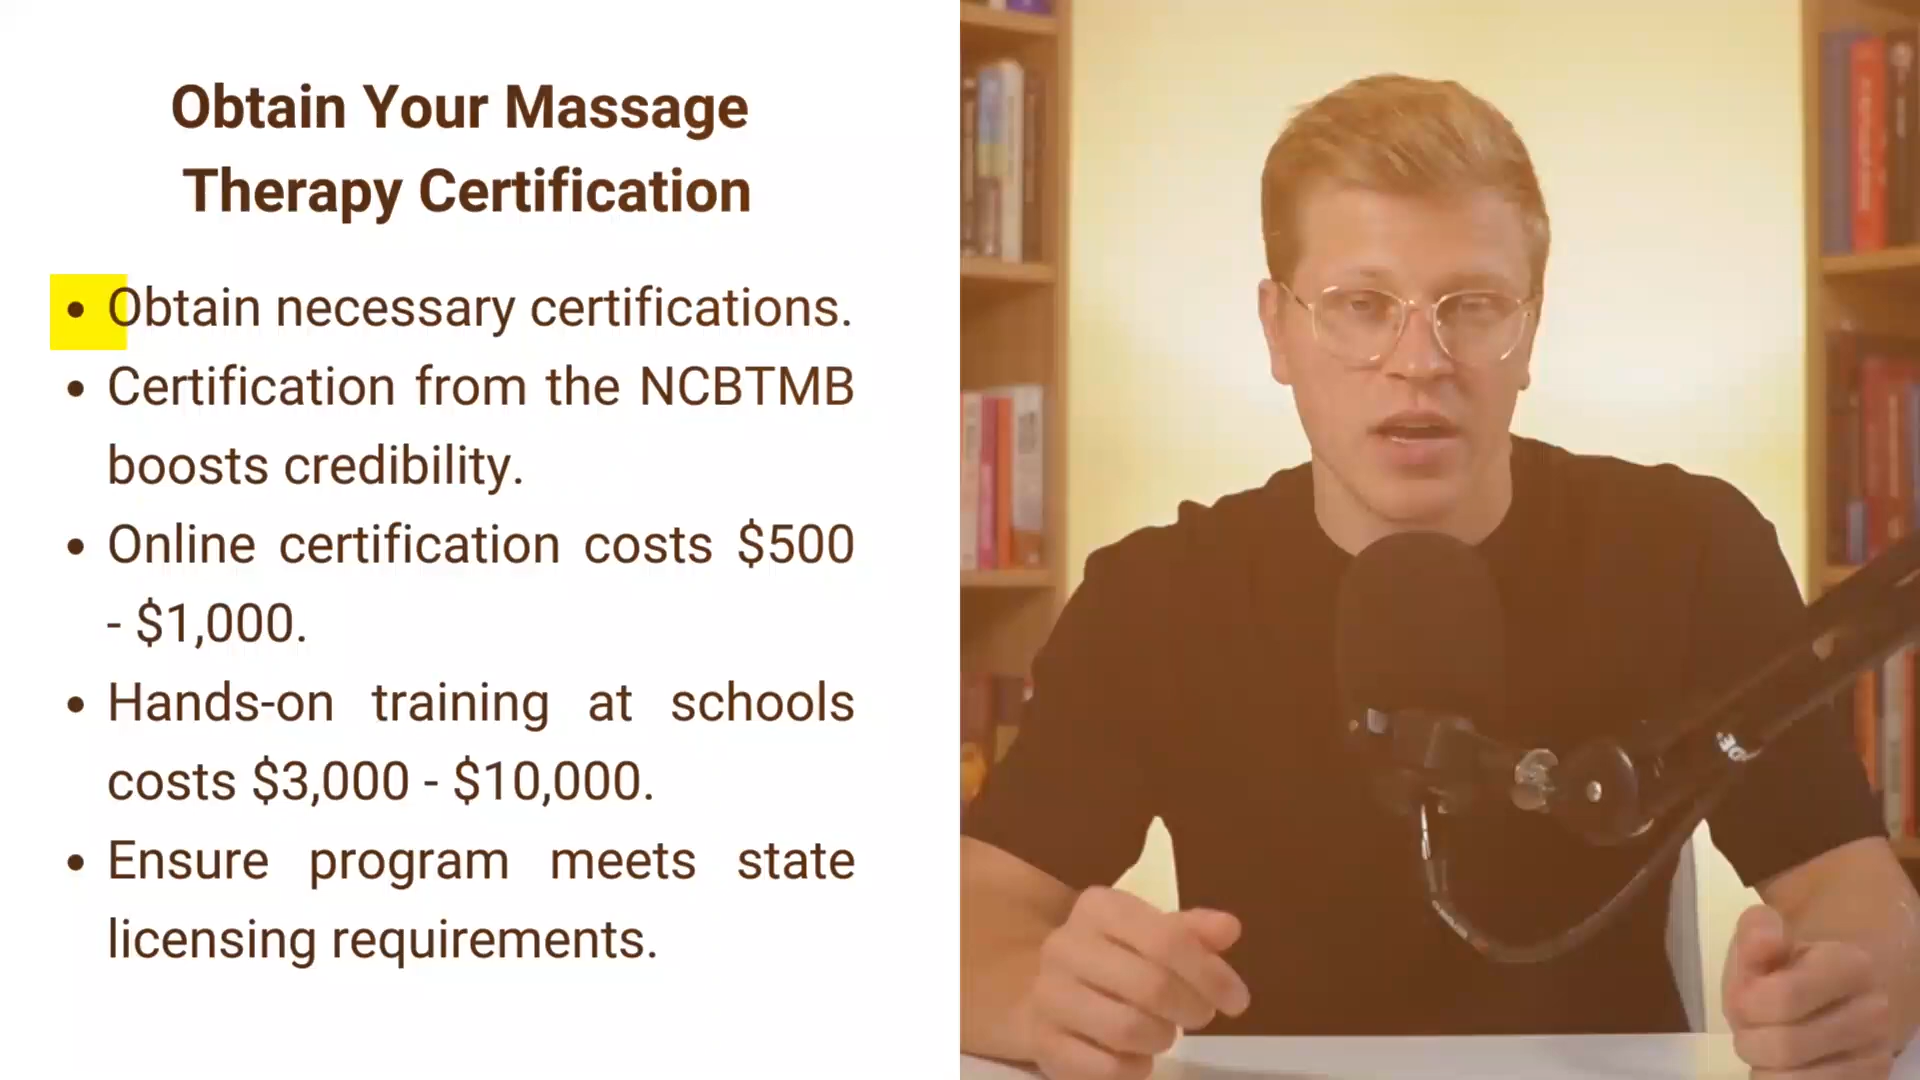 Obtain Your Massage
Therapy Certification
• Obtain necessary certifications.
• Certification from the NCBTMB
boosts credibility.
• Online certification costs $500
- $1,000.
• Hands-on training at schools
costs $3,000 - $10,000.
• Ensure program meets state
licensing requirements.